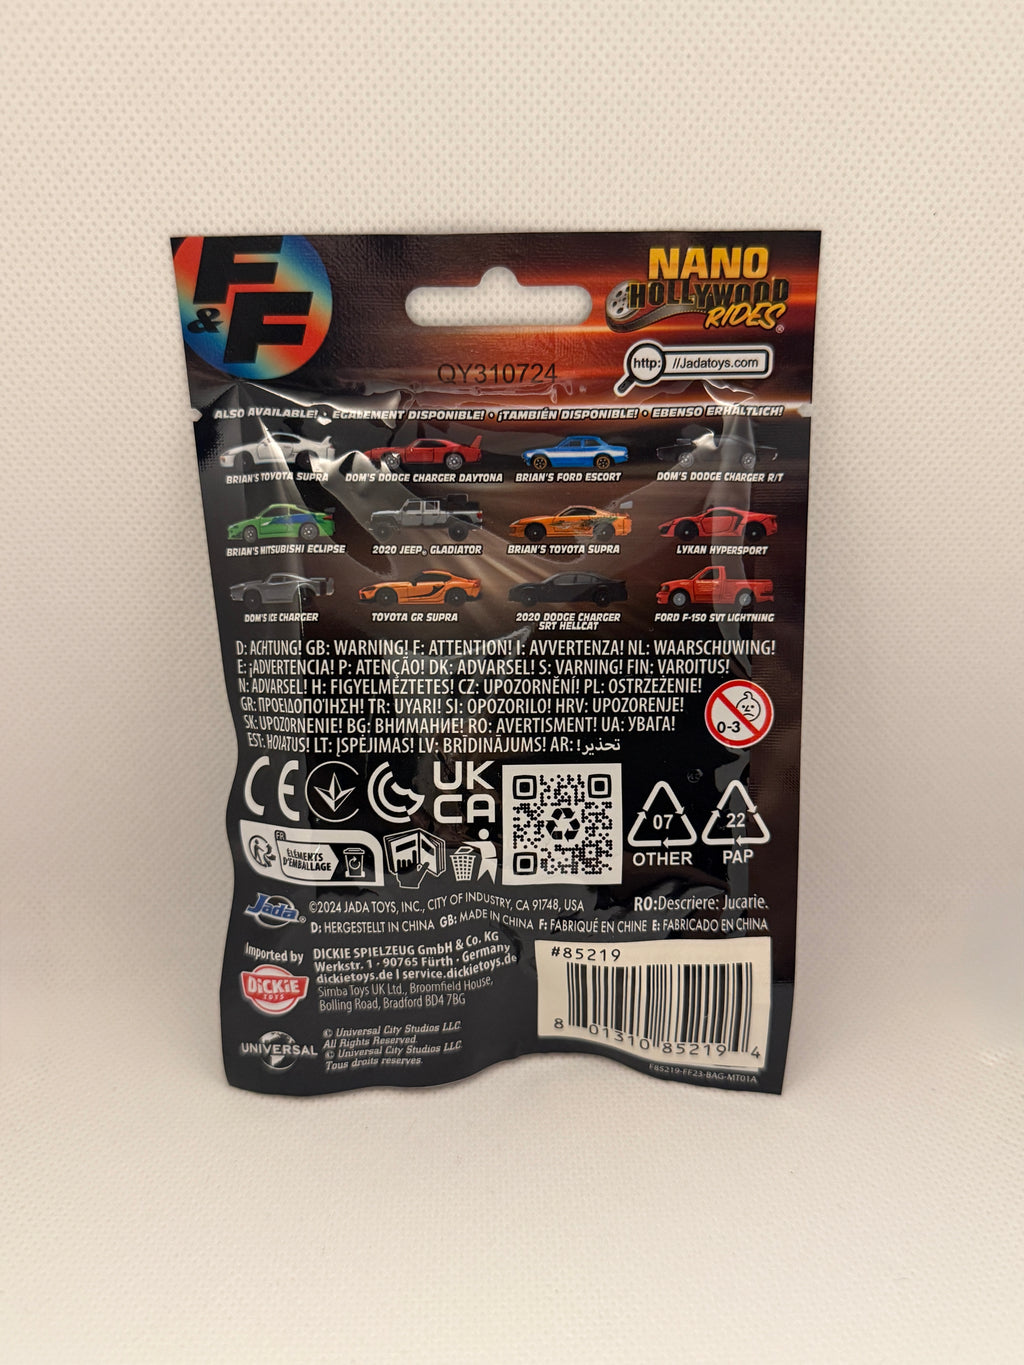 F & F
NANO
HOLLYWOOD
RIDES®
http: //Jadatoys.com
QY310724
ALSO AVAILABLE! • ÉGALEMENT DISPONIBLE! • ¡TAMBIÉN DISPONIBLE! • EBENSO ERHÄLTLICH!
BRIAN'S TOYOTA SUPRA DOM'S DODGE CHARGER DAYTONA BRIAN'S FORD ESCORT DOM'S DODGE CHARGER R/T
BRIAN'S MITSUBISHI ECLIPSE 2020 JEEP® GLADIATOR BRIAN'S TOYOTA SUPRA LYKAN HYPERSPORT
DOM'S ICE CHARGER TOYOTA GR SUPRA 2020 DODGE CHARGER FORD F-150 SVT LIGHTNING
SRT HELLCAT
D: ACHTUNG! GB: WARNING! F: ATTENTION! I: AVVERTENZA! NL: WAARSCHUWING!
E: ¡ADVERTENCIA! P: ATENÇÃO! DK: ADVARSEL! S: VARNING! FIN: VAROITUS!
N: ADVARSEL! H: FIGYELMEZTETES! CZ: UPOZORNĚNÍ! PL: OSTRZEŻENIE!
GR: ΠΡΟΕΙΔΟΠΟΊΗΣΗ! TR: UYARI! SI: OPOZORILO! HRV: UPOZORENJE!
SK: UPOZORNENIE! BG: ВНИМАНИЕ! RO: AVERTISMENT! UA: УВАГА!
EST: HOIATUS! LT: ĮSPĖJIMAS! LV: BRĪDINĀJUMS! AR: تحذير!
0-3
CE
UK
CA
FR
ÉLÉMENTS
D'EMBALLAGE
07
OTHER
22
PAP
Jada®
©2024 JADA TOYS, INC., CITY OF INDUSTRY, CA 91748, USA
RO:Descriere: Jucarie.
D: HERGESTELLT IN CHINA GB: MADE IN CHINA F: FABRIQUÉ EN CHINE E: FABRICADO EN CHINA
Imported by
DICKIE
TOYS
DICKIE SPIELZEUG GmbH & Co. KG
Werkstr. 1 · 90765 Fürth · Germany
dickietoys.de I service.dickietoys.de
Simba Toys UK Ltd., Broomfield House,
Bolling Road, Bradford BD4 7BG
UNIVERSAL
© Universal City Studios LLC.
All Rights Reserved.
© Universal City Studios LLC.
Tous droits reserves.
#85219
8 01310 85219 4
F85219-FF23-BAG-MT01A